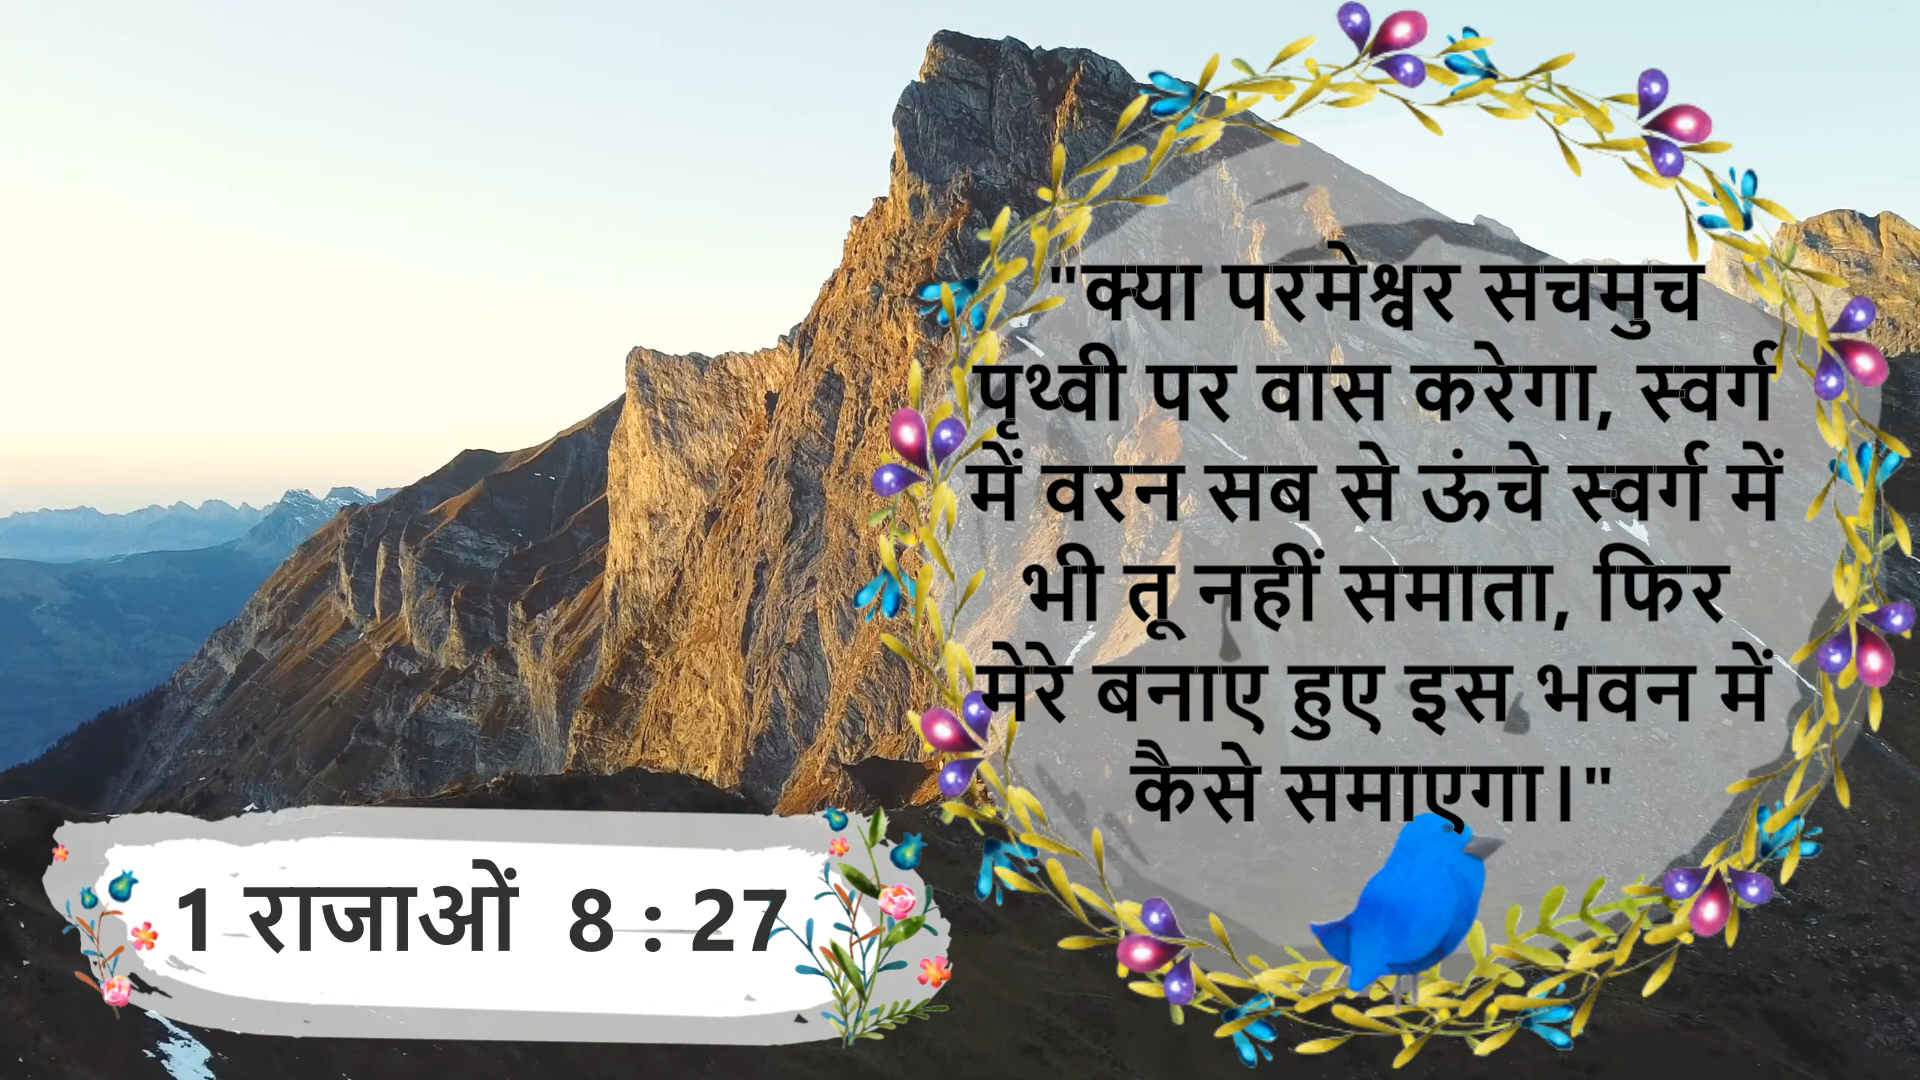 "क्या परमेश्वर सचमुच
पृथ्वी पर वास करेगा, स्वर्ग
में वरन सब से ऊंचे स्वर्ग में
भी तू नहीं समाता, फिर
मेरे बनाए हुए इस भवन में
कैसे समाएगा।"
1 राजाओं 8 : 27